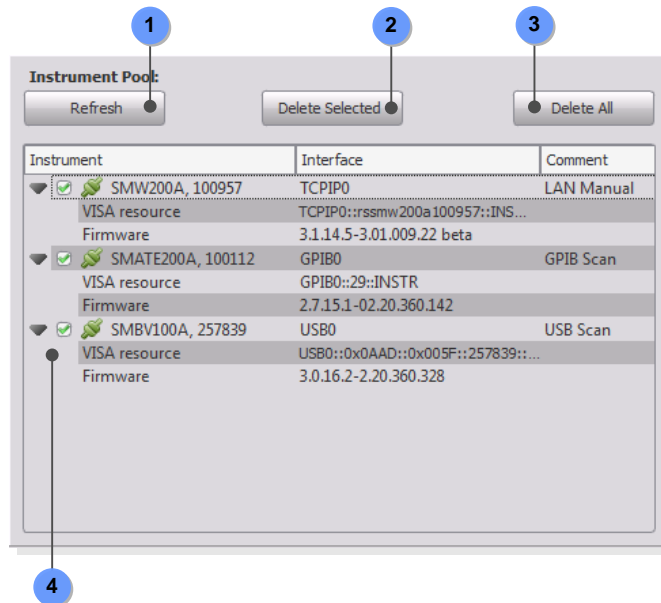 1 2 3
Instrument Pool:
Refresh Delete Selected Delete All
Instrument Interface Comment
SMW200A, 100957 TCPIP0 LAN Manual
VISA resource TCPIP0::rssmw200a100957::INS...
Firmware 3.1.14.5-3.01.009.22 beta
SMATE200A, 100112 GPIB0 GPIB Scan
VISA resource GPIB0::29::INSTR
Firmware 2.7.15.1-02.20.360.142
SMBV100A, 257839 USB0 USB Scan
VISA resource USB0::0x0AAD::0x005F::257839::...
Firmware 3.0.16.2-2.20.360.328
4